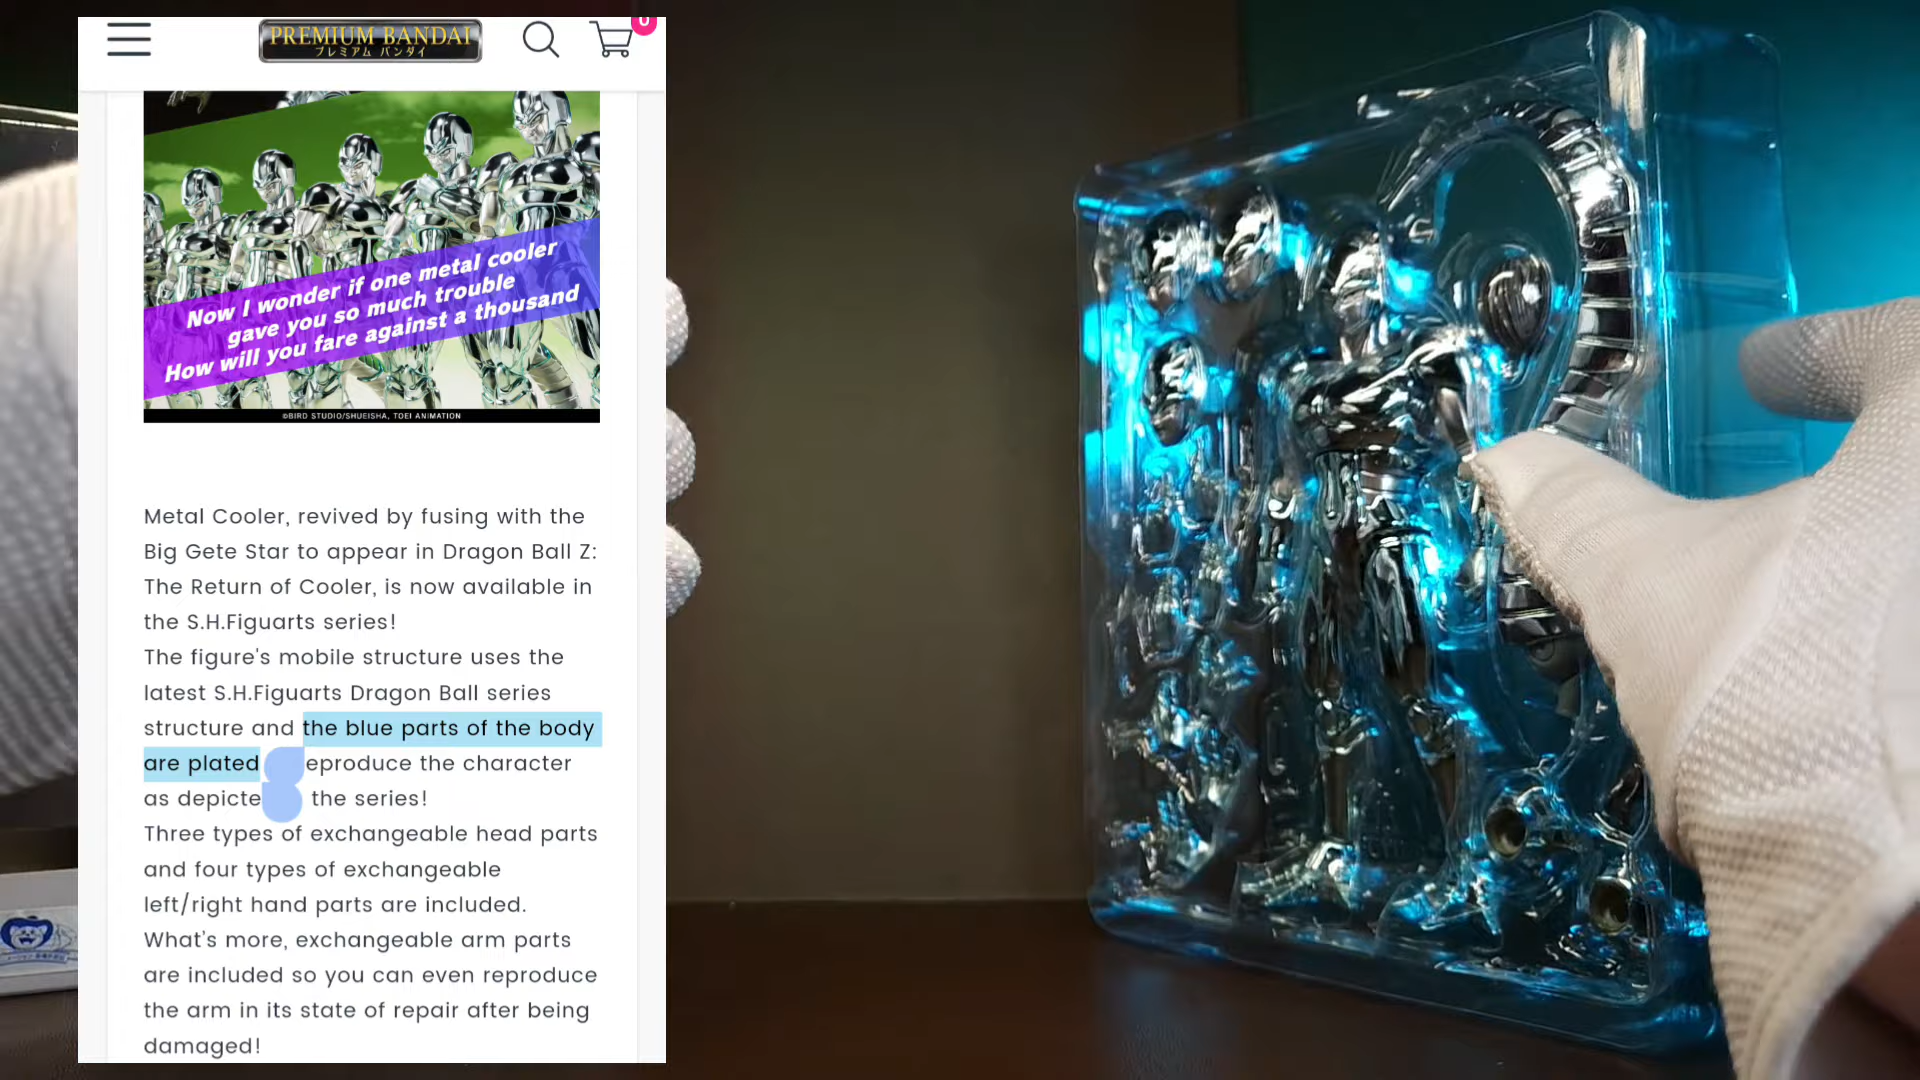 PREMIUM BANDAI
プレミアム バンダイ
0
Now I wonder if one metal cooler
gave you so much trouble
How will you fare against a thousand
©BIRD STUDIO/SHUEISHA, TOEI ANIMATION
Metal Cooler, revived by fusing with the
Big Gete Star to appear in Dragon Ball Z:
The Return of Cooler, is now available in
the S.H.Figuarts series!
The figure's mobile structure uses the
latest S.H.Figuarts Dragon Ball series
structure and the blue parts of the body
are plated eproduce the character
as depicte the series!
Three types of exchangeable head parts
and four types of exchangeable
left/right hand parts are included.
What's more, exchangeable arm parts
are included so you can even reproduce
the arm in its state of repair after being
damaged!